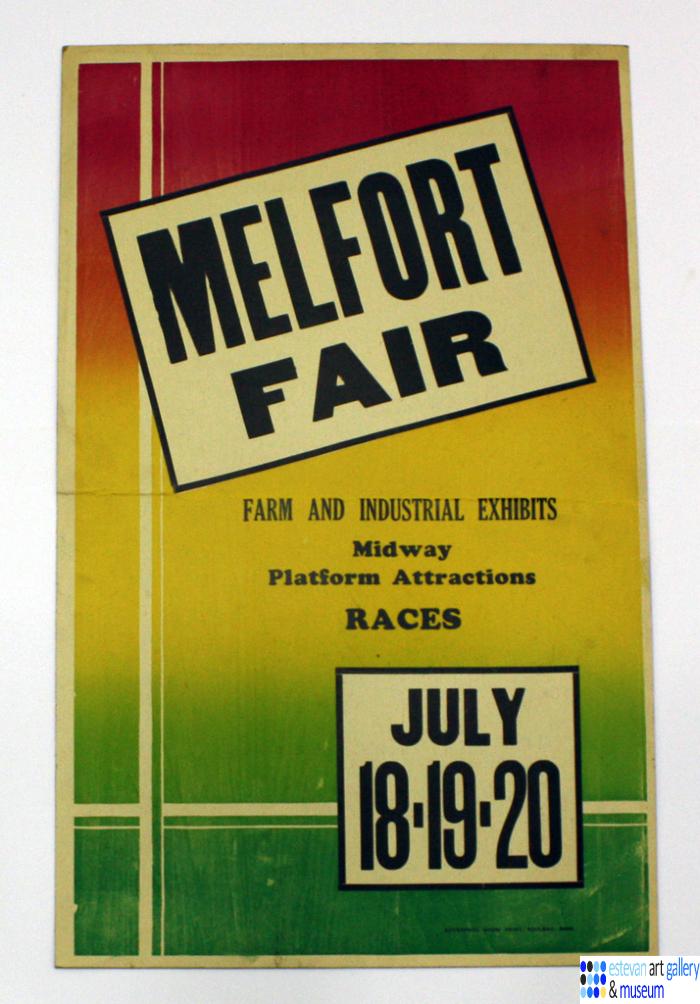 MELFORT
FAIR
FARM AND INDUSTRIAL EXHIBITS
Midway
Platform Attractions
RACES
JULY
18-19-20
estevan art gallery
& museum